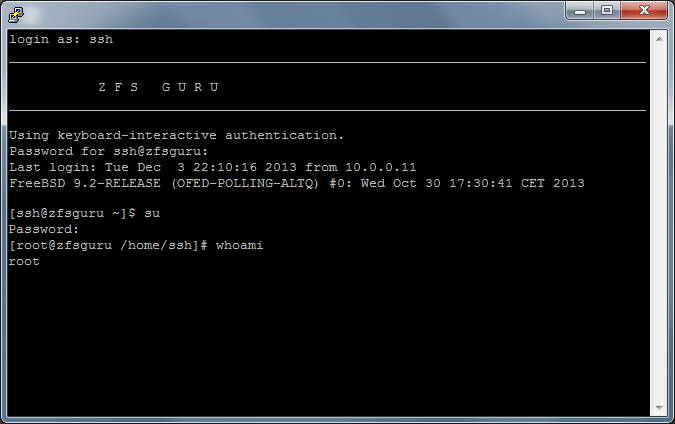 login as: ssh
Z F S   G U R U
Using keyboard-interactive authentication.
Password for ssh@zfsguru:
Last login: Tue Dec  3 22:10:16 2013 from 10.0.0.11
FreeBSD 9.2-RELEASE (OFED-POLLING-ALTQ) #0: Wed Oct 30 17:30:41 CET 2013
[ssh@zfsguru ~]$ su
Password:
[root@zfsguru /home/ssh]# whoami
root